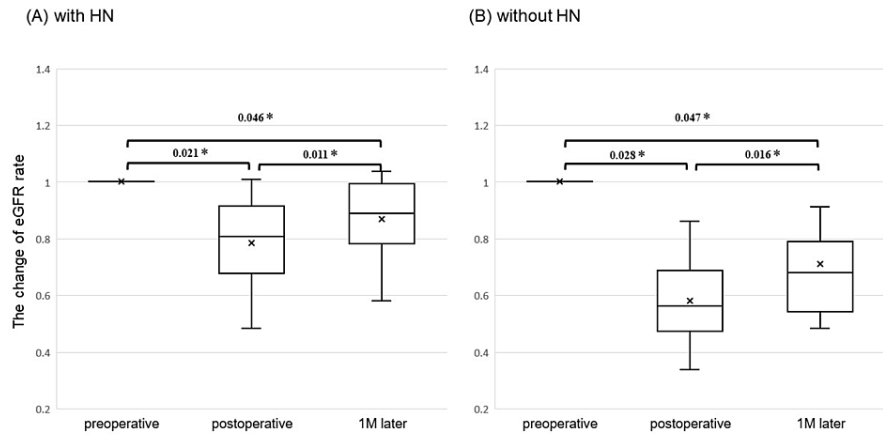 (A) with HN
(B) without HN
The change of eGFR rate
1.4
1.2
1
0.8
0.6
0.4
0.2
0.046 *
0.021 *
0.011 *
preoperative
postoperative
1M later
1.4
1.2
1
0.8
0.6
0.4
0.2
0.047 *
0.028 *
0.016 *
preoperative
postoperative
1M later